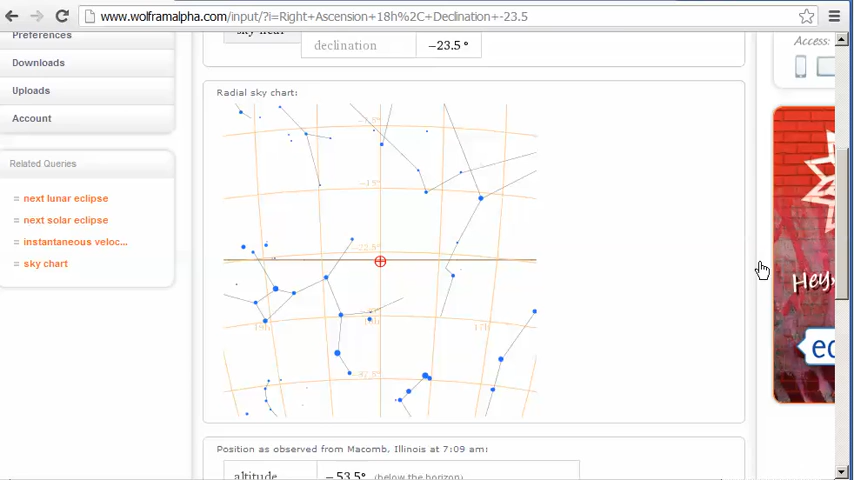 www.wolframalpha.com/input/?i=Right+Ascension+18h%2C+Declination+-23.5
Preferences
Downloads
Uploads
Account
Related Queries
= next lunar eclipse
= next solar eclipse
= instantaneous veloc...
= sky chart
declination
−23.5°
Radial sky chart:
-22.5°
Position as observed from Macomb, Illinois at 7:09 am:
altitude
−53.5° (below the horizon)
Access:
Hey,